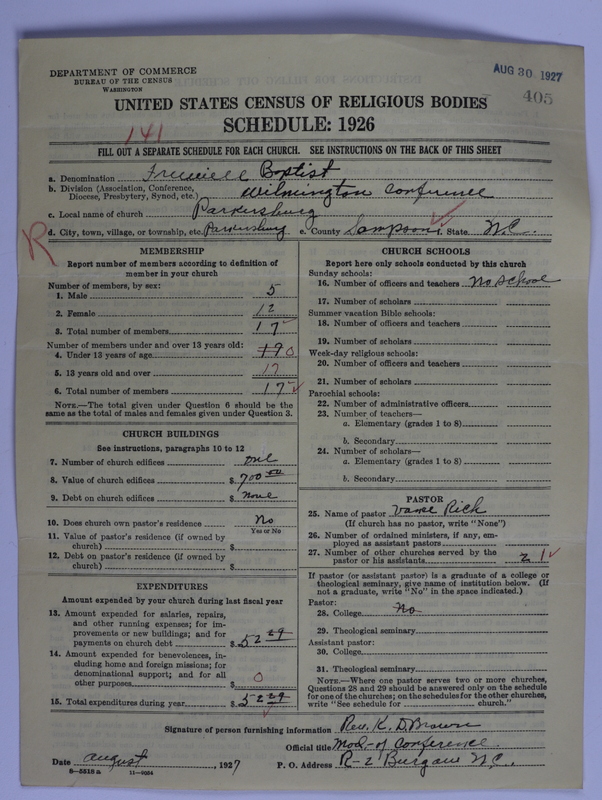 DEPARTMENT OF COMMERCE
BUREAU OF THE CENSUS
WASHINGTON
AUG 30 1927
405
UNITED STATES CENSUS OF RELIGIOUS BODIES
SCHEDULE: 1926
141
FILL OUT A SEPARATE SCHEDULE FOR EACH CHURCH. SEE INSTRUCTIONS ON THE BACK OF THIS SHEET
a. Denomination Freewill Baptist
b. Division (Association, Conference, Diocese, Presbytery, Synod, etc.) Wilmington Conference
c. Local name of church Parkersburg
d. City, town, village, or township, etc. Parkersburg e. County Sampson f. State N.C.
R
MEMBERSHIP
Report number of members according to definition of
member in your church
Number of members, by sex:
1. Male 5
2. Female 12
3. Total number of members 17
Number of members under and over 13 years old:
4. Under 13 years of age 0
5. 13 years old and over 17
6. Total number of members 17
NOTE.—The total given under Question 6 should be
same as the total of males and females given under Question 3.
CHURCH BUILDINGS
See instructions, paragraphs 10 to 12
7. Number of church edifices one
8. Value of church edifices $ 700 00
9. Debt on church edifices $ none
10. Does church own pastor's residence No
Yes or No
11. Value of pastor's residence (if owned by
church) $
12. Debt on pastor's residence (if owned by
church) $
EXPENDITURES
Amount expended by your church during last fiscal year
13. Amount expended for salaries, repairs,
and other running expenses; for im-
provements or new buildings; and for
payments on church debt $ 52 29
14. Amount expended for benevolences, in-
cluding home and foreign missions; for
denominational support; and for all
other purposes $ 0
15. Total expenditures during year $ 52 29
CHURCH SCHOOLS
Report here only schools conducted by this church
Sunday schools:
16. Number of officers and teachers no school
17. Number of scholars
Summer vacation Bible schools:
18. Number of officers and teachers
19. Number of scholars
Week-day religious schools:
20. Number of officers and teachers
21. Number of scholars
Parochial schools:
22. Number of administrative officers
23. Number of teachers—
a. Elementary (grades 1 to 8)
b. Secondary
24. Number of scholars—
a. Elementary (grades 1 to 8)
b. Secondary
PASTOR
25. Name of pastor Rich
(If church has no pastor, write "None")
26. Number of ordained ministers, if any, em-
ployed as assistant pastors
27. Number of other churches served by the
pastor or his assistants 2 1
If pastor (or assistant pastor) is a graduate of a college or
theological seminary, give name of institution below. (If
not a graduate, write "No" in the space indicated.)
Pastor:
28. College No
29. Theological seminary
Assistant pastor:
30. College
31. Theological seminary
NOTE.—Where one pastor serves two or more churches,
Questions 28 and 29 should be answered only on the schedule
for one of the churches; on the schedules for the other churches,
write "See schedule for church."
Signature of person furnishing information Rev. K. D. Brown
Official title Mod- of Conference
Date August, 1927 P. O. Address R-2 Burgaw N.C.
8—5518 a 11—9064